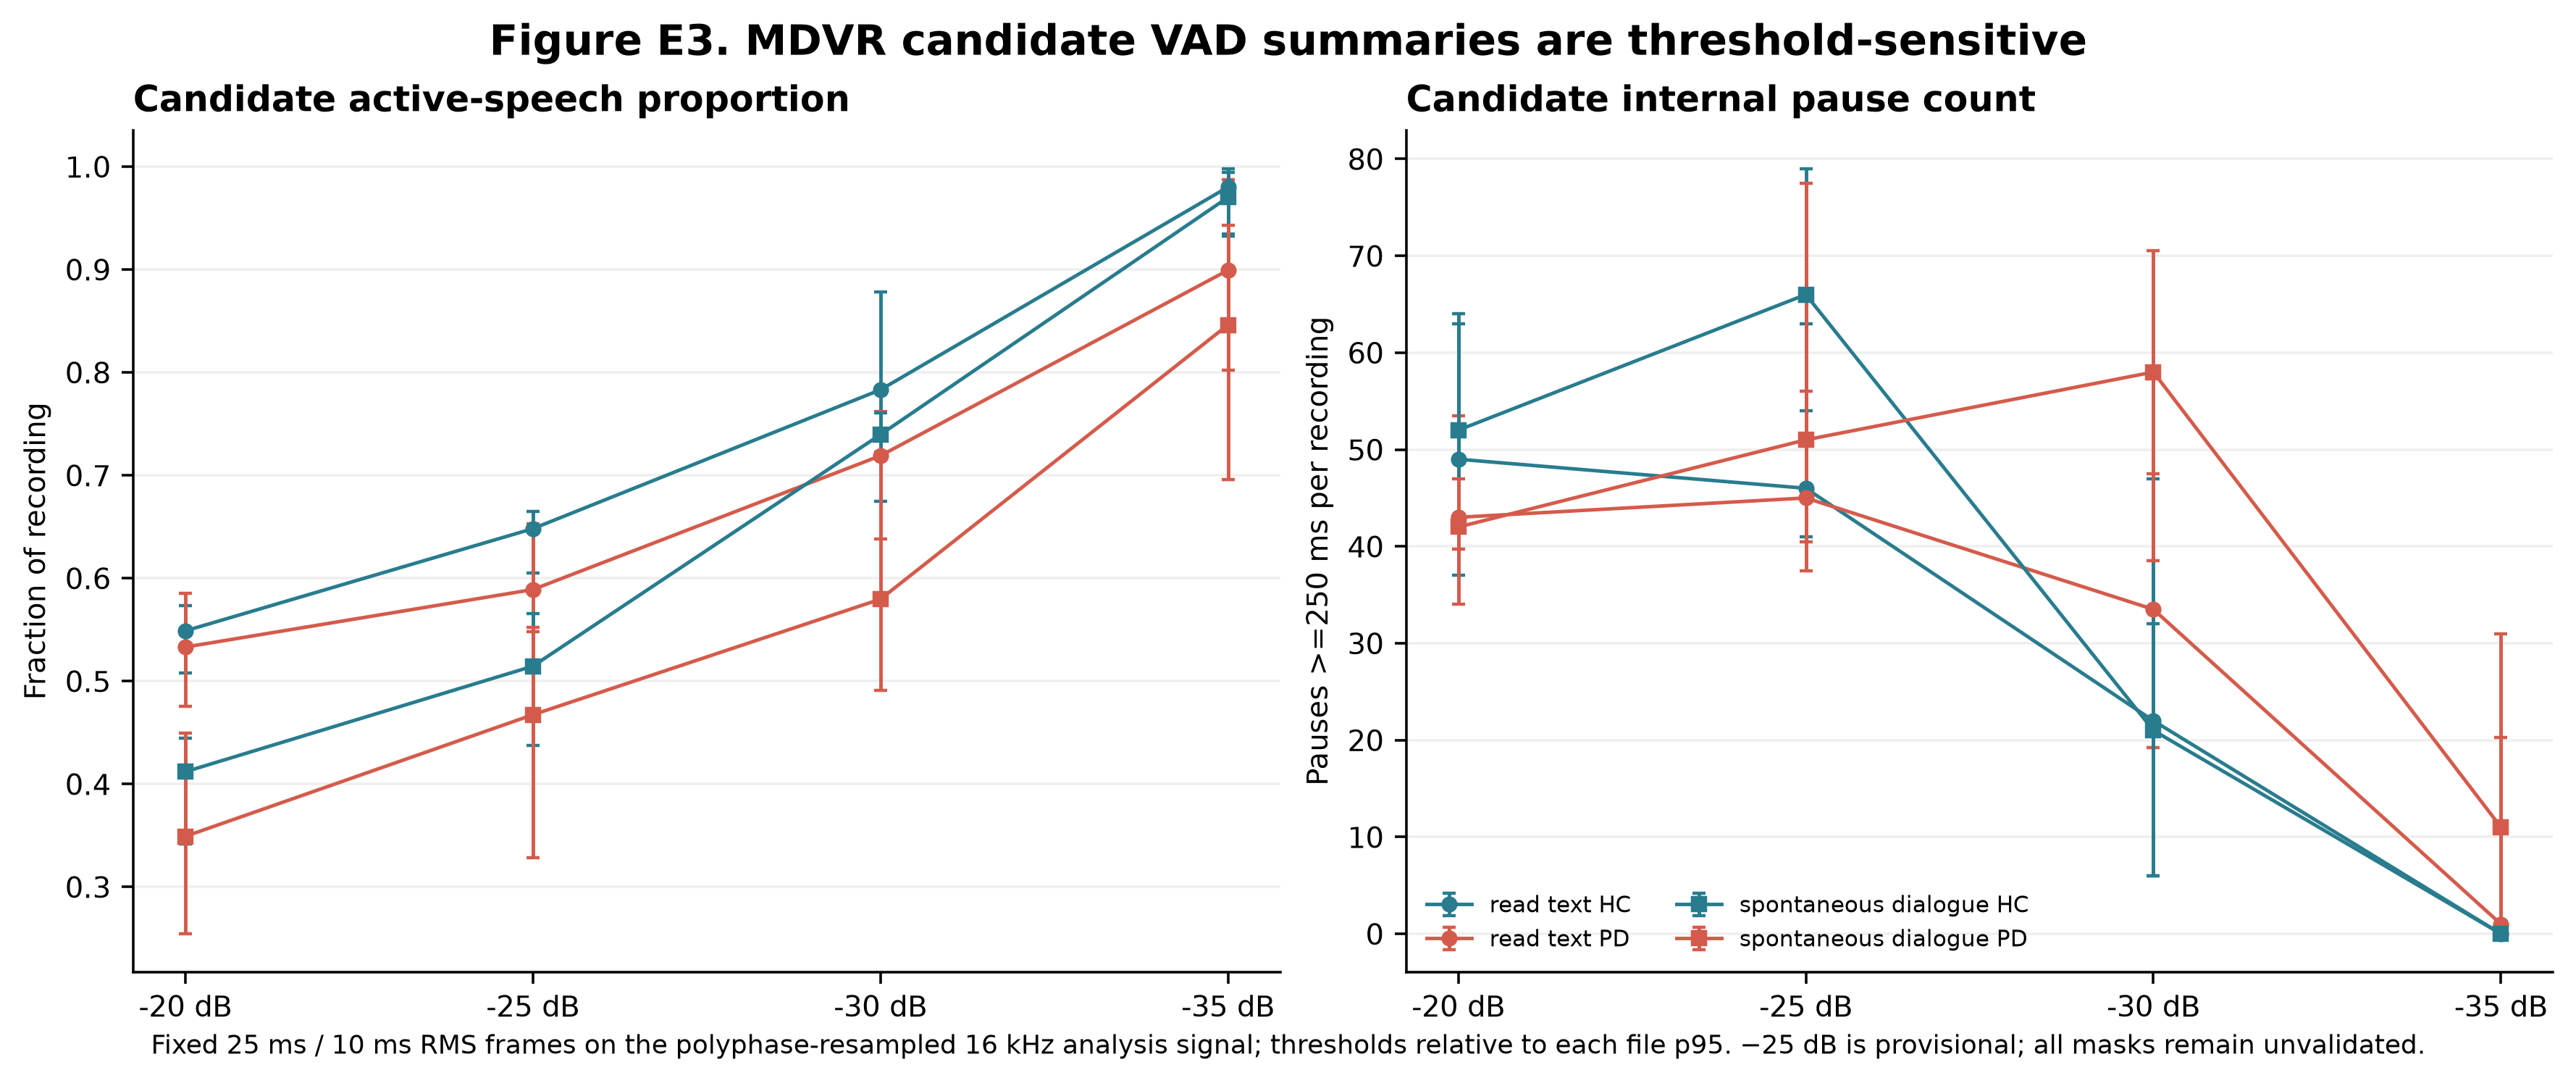 Figure E3. MDVR candidate VAD summaries are threshold-sensitive
Candidate active-speech proportion
Fraction of recording
1.0
0.9
0.8
0.7
0.6
0.5
0.4
0.3
-20 dB
-25 dB
-30 dB
-35 dB
Candidate internal pause count
Pauses >=250 ms per recording
80
70
60
50
40
30
20
10
0
read text HC
read text PD
spontaneous dialogue HC
spontaneous dialogue PD
-20 dB
-25 dB
-30 dB
-35 dB
Fixed 25 ms / 10 ms RMS frames on the polyphase-resampled 16 kHz analysis signal; thresholds relative to each file p95. −25 dB is provisional; all masks remain unvalidated.